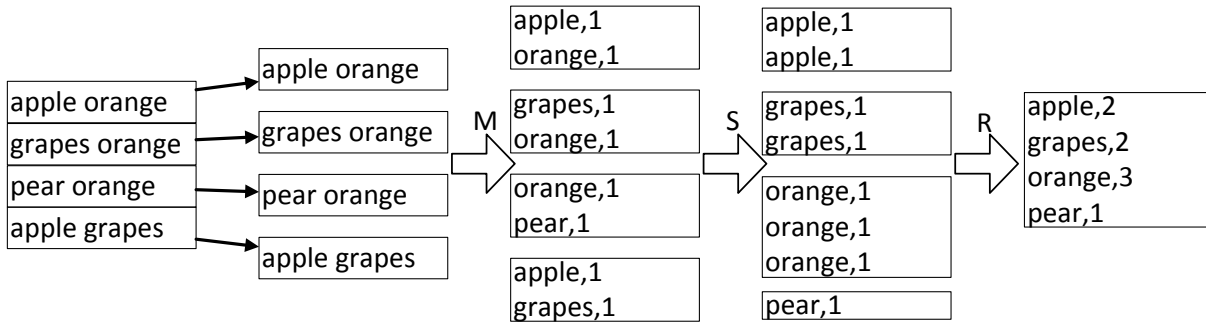 apple orange
grapes orange
pear orange
apple grapes
apple orange
grapes orange
pear orange
apple grapes
M
apple,1
orange,1
grapes,1
orange,1
orange,1
pear,1
apple,1
grapes,1
S
apple,1
apple,1
grapes,1
grapes,1
orange,1
orange,1
orange,1
pear,1
R
apple,2
grapes,2
orange,3
pear,1